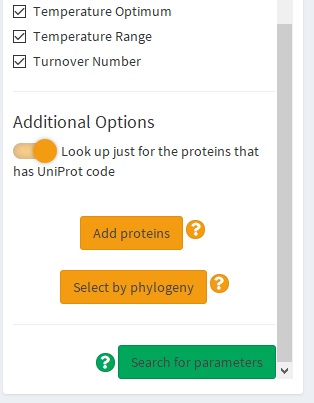 Temperature Optimum
Temperature Range
Turnover Number
Additional Options
Look up just for the proteins that
has UniProt code
Add proteins ?
Select by phylogeny ?
? Search for parameters